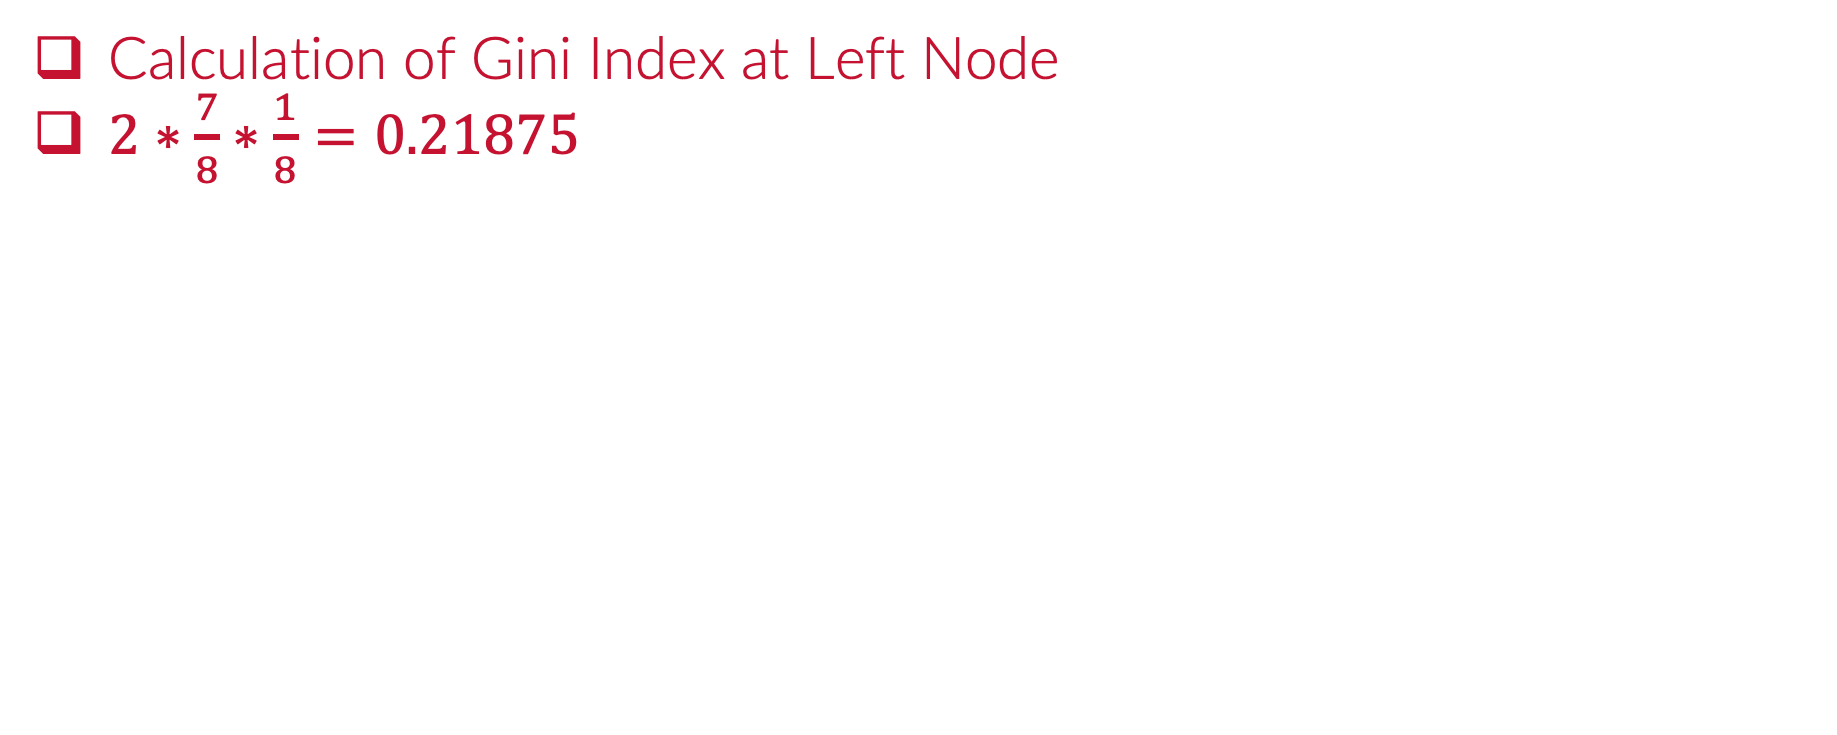 ❑ Calculation of Gini Index at Left Node
❑ 2 * 7/8 * 1/8 = 0.21875